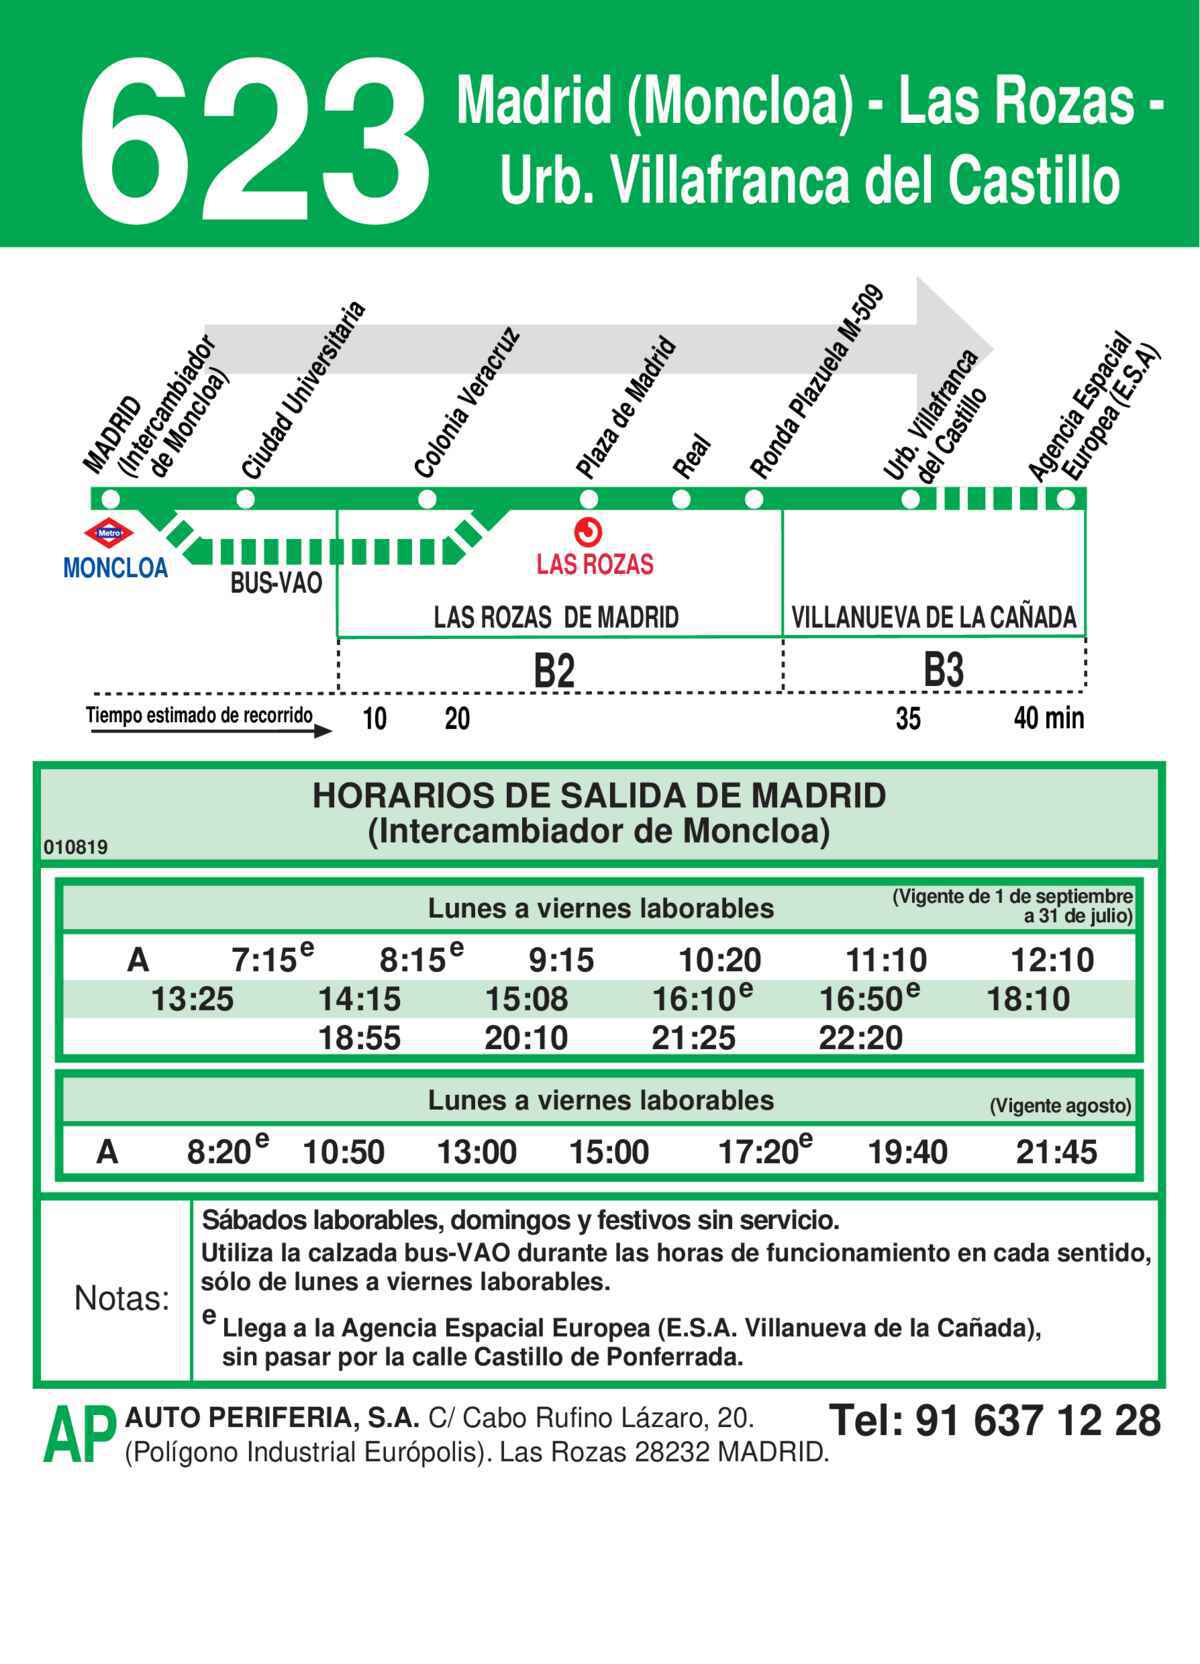 623
Madrid (Moncloa) - Las Rozas -
Urb. Villafranca del Castillo
MADRID
(Intercambiador
de Moncloa)
Ciudad Universitaria
Colonia Veracruz
Plaza de Madrid
Real
Ronda Plazuela M-509
Urb. Villafranca
del Castillo
Agencia Espacial
Europea (E.S.A)
Metro
MONCLOA
BUS-VAO
LAS ROZAS
LAS ROZAS DE MADRID
VILLANUEVA DE LA CAÑADA
B2
B3
Tiempo estimado de recorrido 10 20 35 40 min
HORARIOS DE SALIDA DE MADRID
(Intercambiador de Moncloa)
010819
Lunes a viernes laborables
(Vigente de 1 de septiembre
a 31 de julio)
A 7:15e 8:15e 9:15 10:20 11:10 12:10
13:25 14:15 15:08 16:10e 16:50e 18:10
18:55 20:10 21:25 22:20
Lunes a viernes laborables (Vigente agosto)
A 8:20e 10:50 13:00 15:00 17:20e 19:40 21:45
Notas:
Sábados laborables, domingos y festivos sin servicio.
Utiliza la calzada bus-VAO durante las horas de funcionamiento en cada sentido,
sólo de lunes a viernes laborables.
e Llega a la Agencia Espacial Europea (E.S.A. Villanueva de la Cañada),
sin pasar por la calle Castillo de Ponferrada.
AP
AUTO PERIFERIA, S.A. C/ Cabo Rufino Lázaro, 20.
(Polígono Industrial Európolis). Las Rozas 28232 MADRID.
Tel: 91 637 12 28